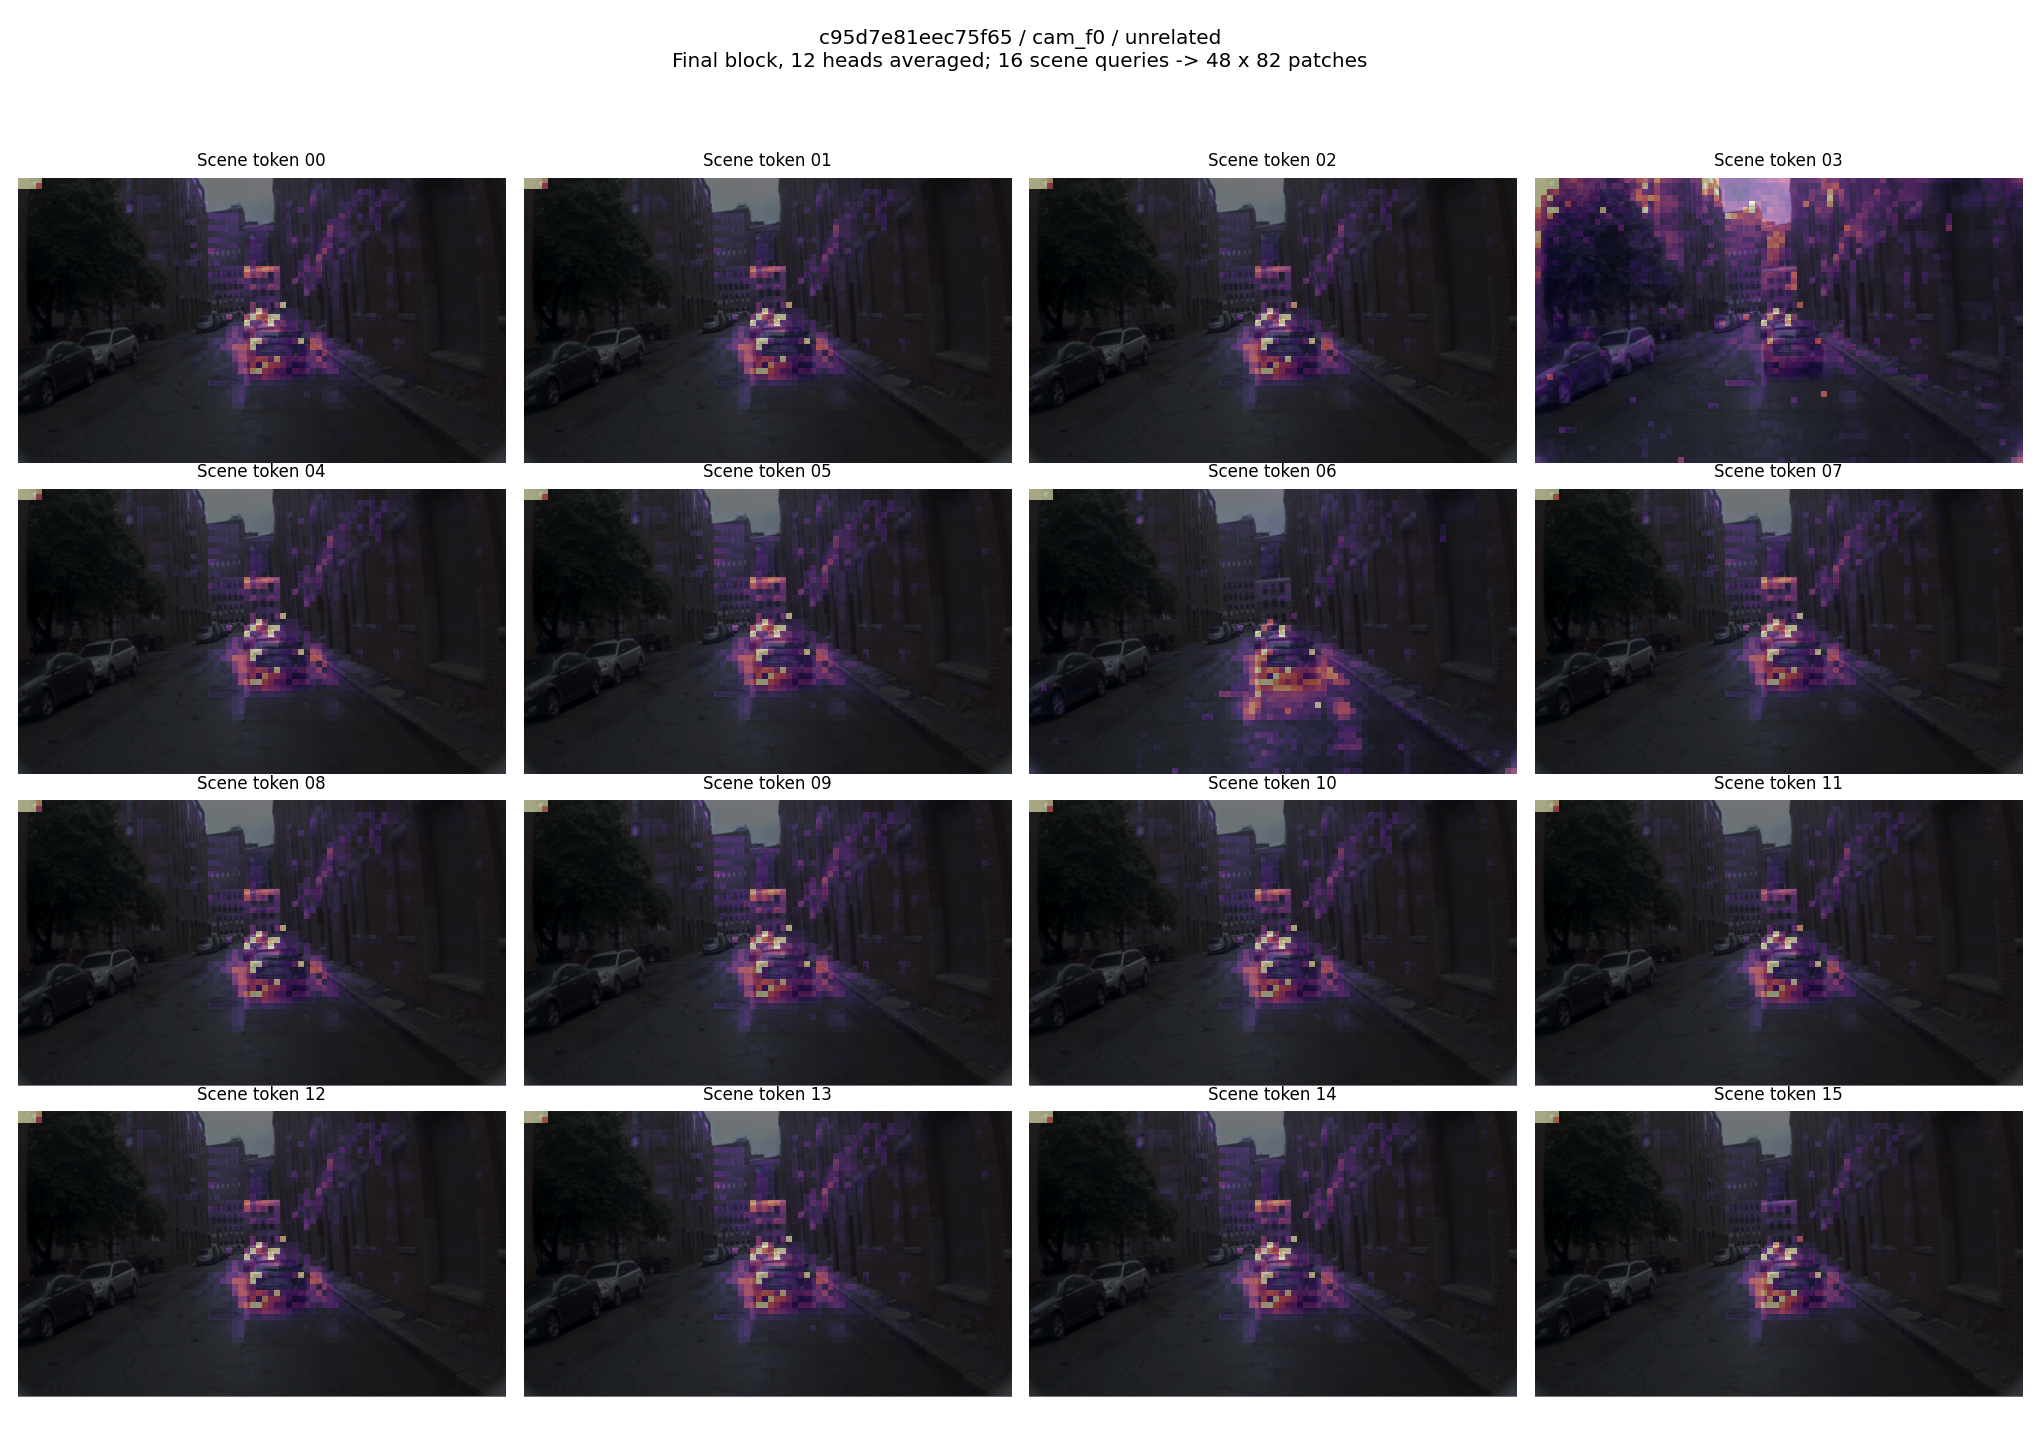 c95d7e81eec75f65 / cam_f0 / unrelated
Final block, 12 heads averaged; 16 scene queries -> 48 x 82 patches
Scene token 00
Scene token 01
Scene token 02
Scene token 03
Scene token 04
Scene token 05
Scene token 06
Scene token 07
Scene token 08
Scene token 09
Scene token 10
Scene token 11
Scene token 12
Scene token 13
Scene token 14
Scene token 15